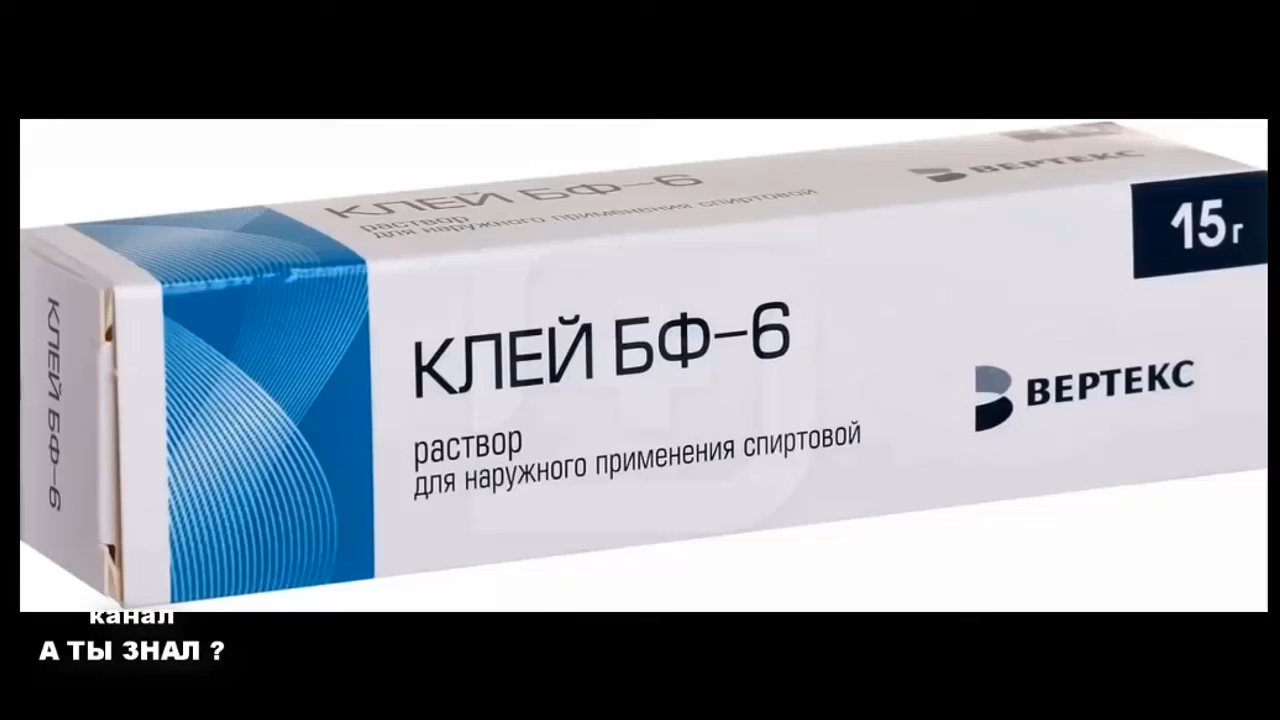 КЛЕЙ БФ-6
раствор
для наружного применения спиртовой
ВЕРТЕКС
15 г
КЛЕЙ БФ-6
КЛЕЙ БФ-6
раствор
для наружного применения спиртовой
ВЕРТЕКС
канал
А ТЫ ЗНАЛ ?